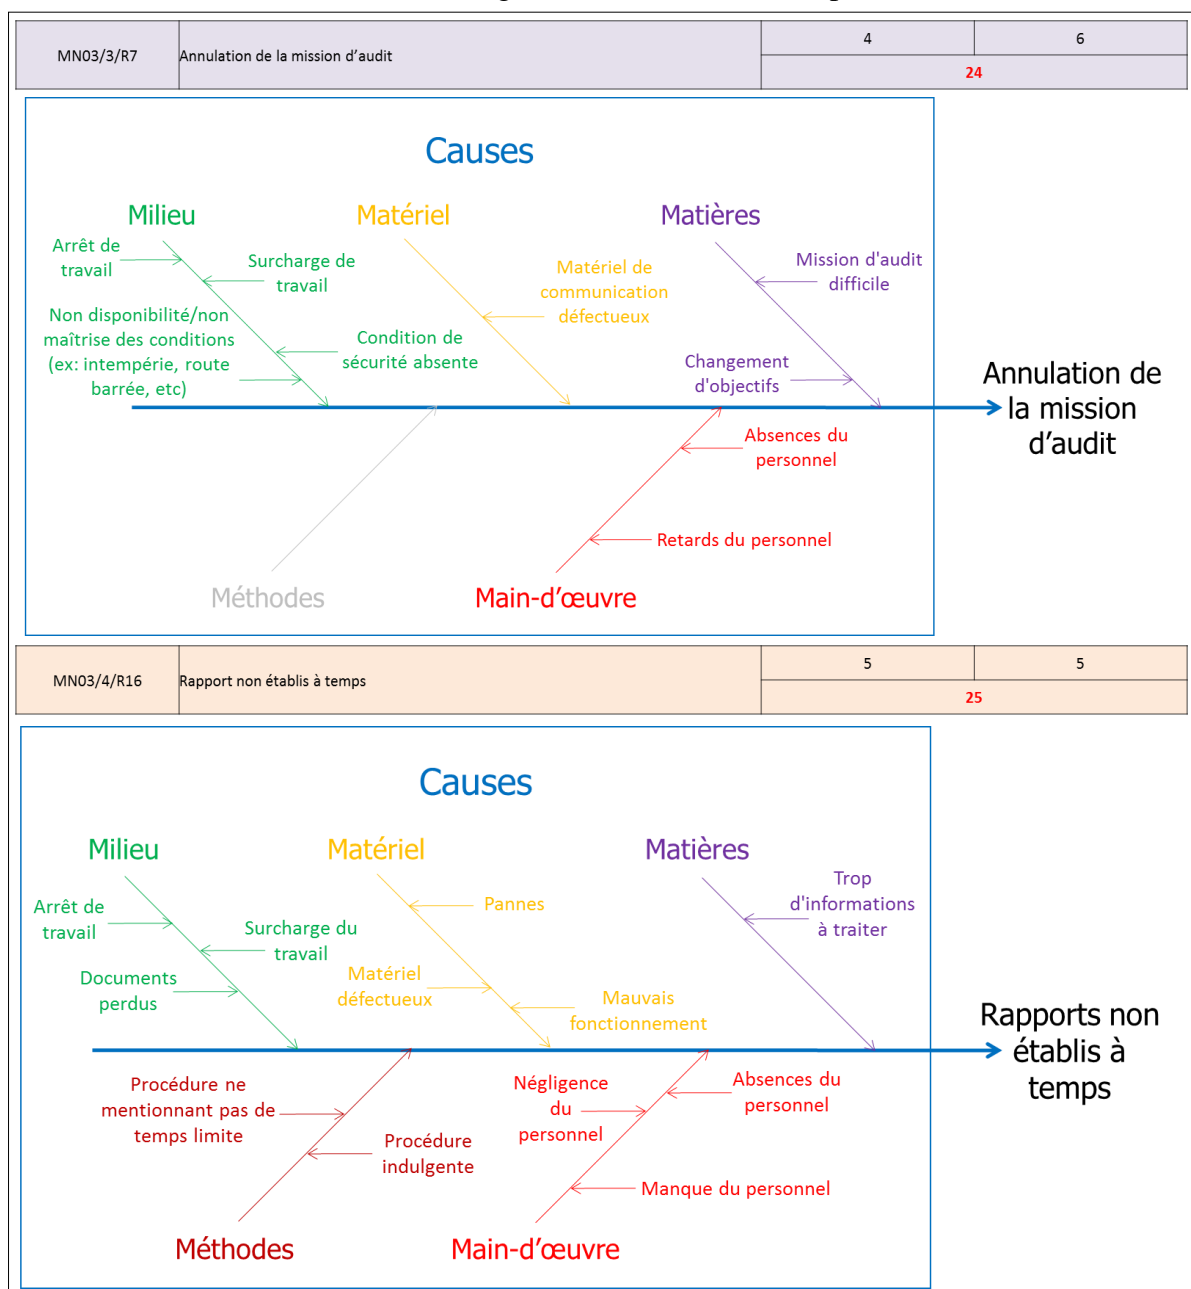 MN03/3/R7
Annulation de la mission d’audit
4
6
24
Causes
Milieu
Matériel
Matières
Arrêt de
travail
Surcharge de
travail
Non disponibilité/non
maîtrise des conditions
(ex: intempérie, route
barrée, etc)
Condition de
sécurité absente
Matériel de
communication
défectueux
Mission d'audit
difficile
Changement
d'objectifs
Annulation de
la mission
d’audit
Absences du
personnel
Retards du personnel
Méthodes
Main-d’œuvre
MN03/4/R16
Rapport non établis à temps
5
5
25
Causes
Milieu
Matériel
Matières
Arrêt de
travail
Surcharge du
travail
Documents
perdus
Pannes
Matériel
défectueux
Mauvais
fonctionnement
Trop
d'informations
à traiter
Rapports non
établis à
temps
Procédure ne
mentionnant pas de
temps limite
Procédure
indulgente
Négligence
du
personnel
Absences du
personnel
Manque du personnel
Méthodes
Main-d’œuvre